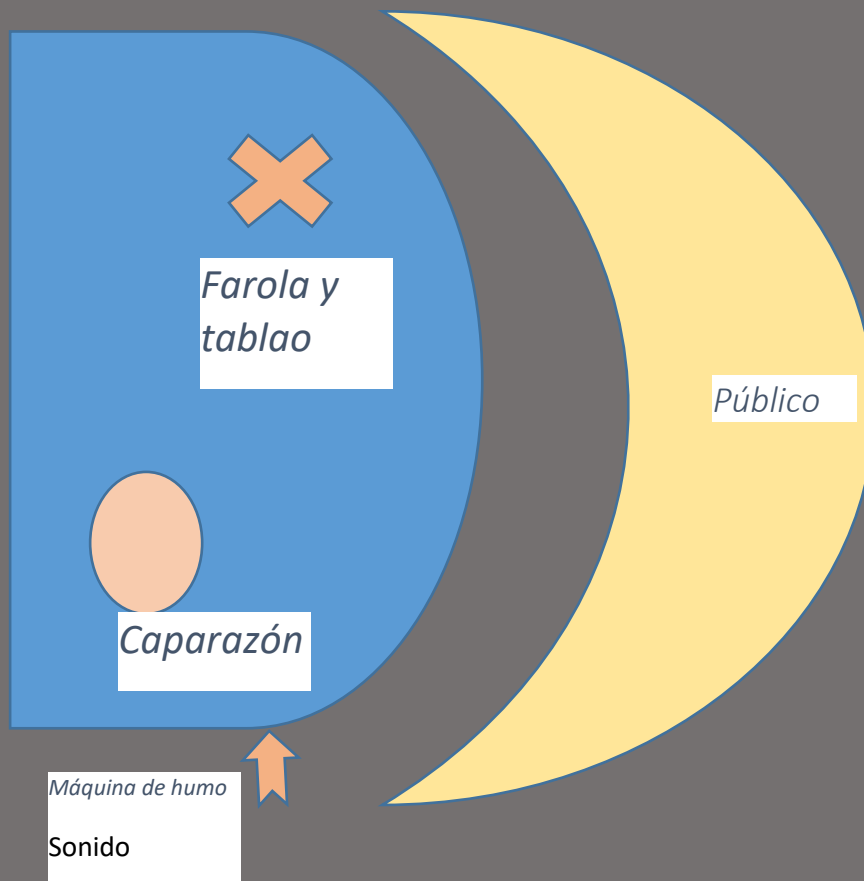 Farola y
tablao
Público
Caparazón
Máquina de humo
Sonido